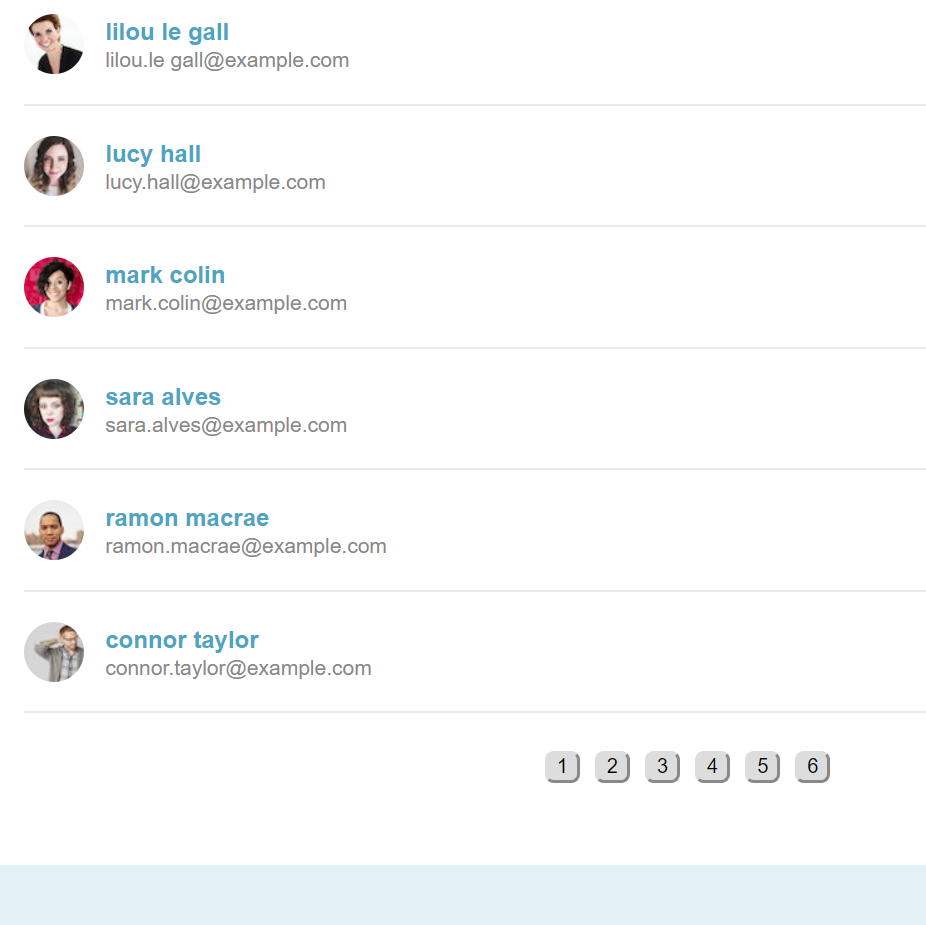 lilou le gall
lilou.le gall@example.com
lucy hall
lucy.hall@example.com
mark colin
mark.colin@example.com
sara alves
sara.alves@example.com
ramon macrae
ramon.macrae@example.com
connor taylor
connor.taylor@example.com
1 2 3 4 5 6